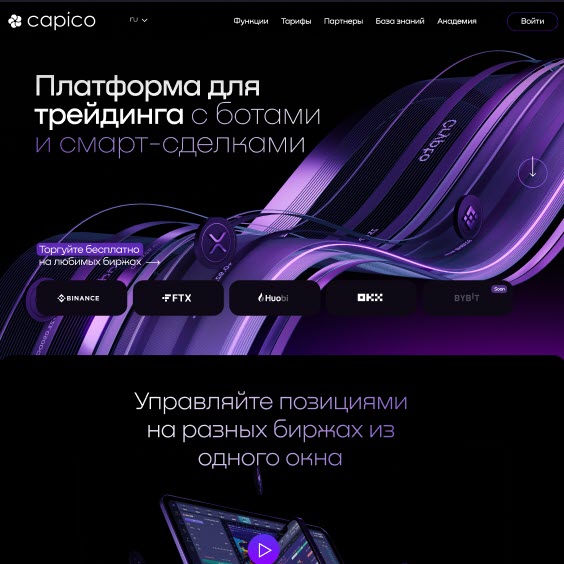 capico
ru
Функции Тарифы Партнеры База знаний Академия
Войти
Платформа для
трейдинга с ботами
и смарт-сделками
Crypto
Торгуйте бесплатно
на любимых биржах →
BINANCE
FTX
Huobi
OKX
BYBIT
Soon
Управляйте позициями
на разных биржах из
одного окна